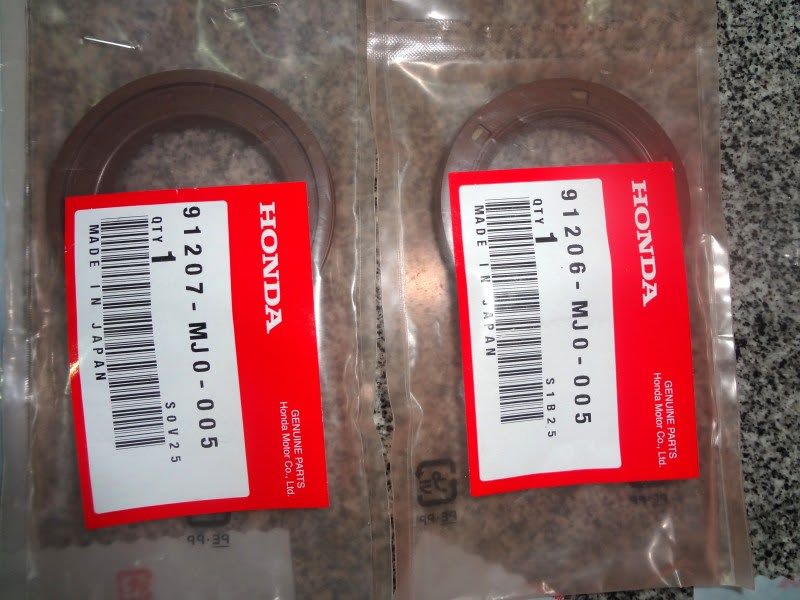 HONDA
91207-MJ0-005
QTY 1
MADE IN JAPAN
S0V25
GENUINE PARTS
Honda Motor Co., Ltd.
HONDA
91206-MJ0-005
QTY 1
MADE IN JAPAN
S1B25
GENUINE PARTS
Honda Motor Co., Ltd.